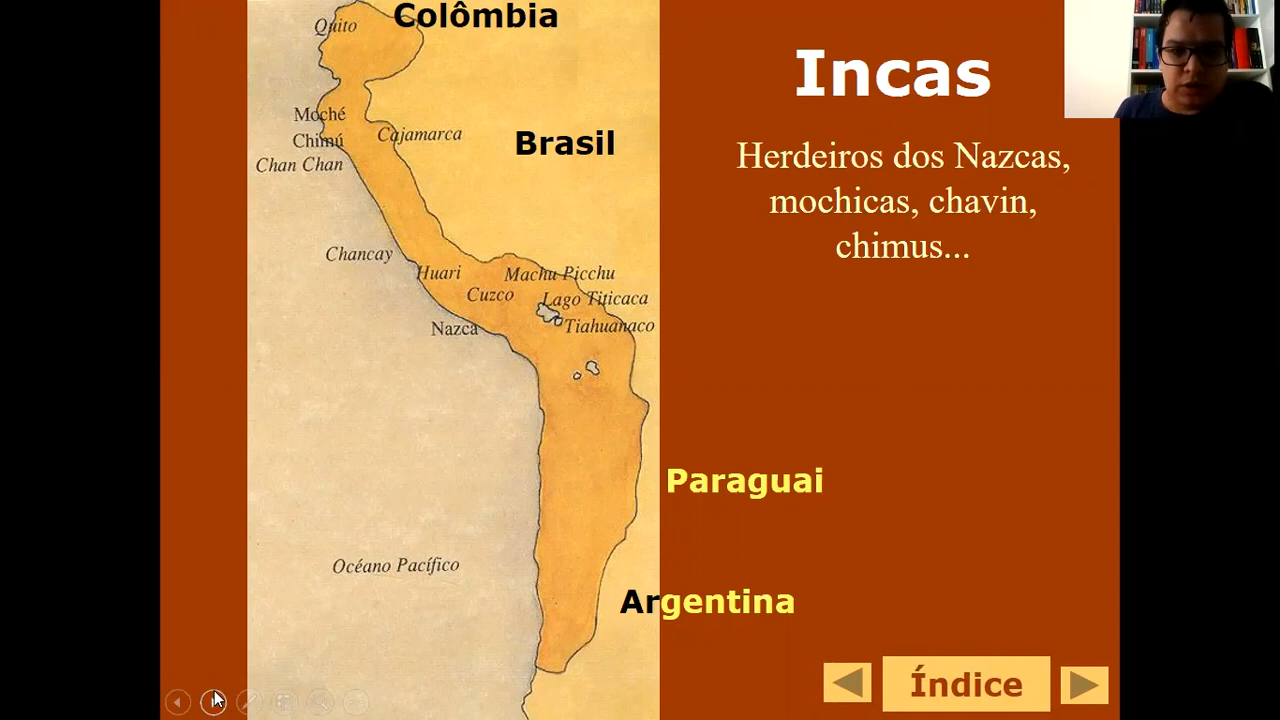 Colômbia
Quito
Incas
Moché
Cajamarca
Brasil
Chimú
Chan Chan
Herdeiros dos Nazcas,
mochicas, chavin,
chimus...
Chancay
Huari
Machu Picchu
Cuzco
Lago Titicaca
Nazca
Tiahuanaco
Paraguai
Océano Pacífico
Argentina
Índice